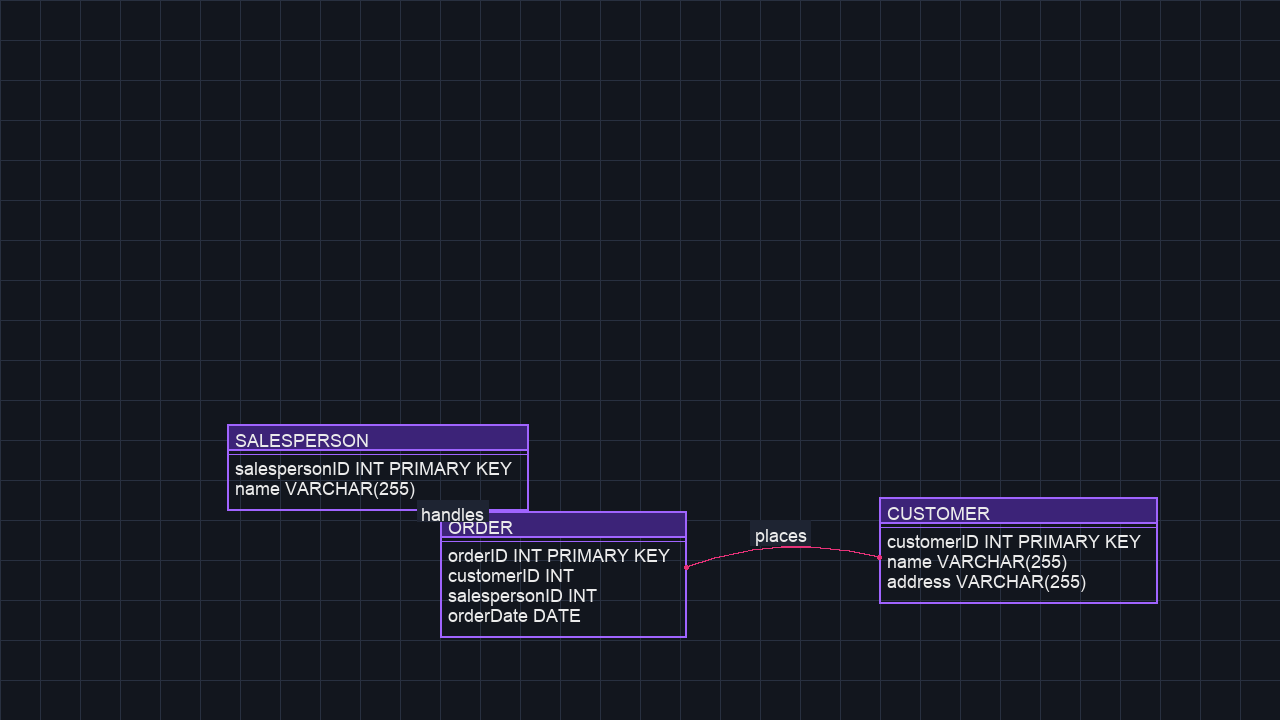 SALESPERSON
salespersonID INT PRIMARY KEY
name VARCHAR(255)
handles
ORDER
orderID INT PRIMARY KEY
customerID INT
salespersonID INT
orderDate DATE
places
CUSTOMER
customerID INT PRIMARY KEY
name VARCHAR(255)
address VARCHAR(255)